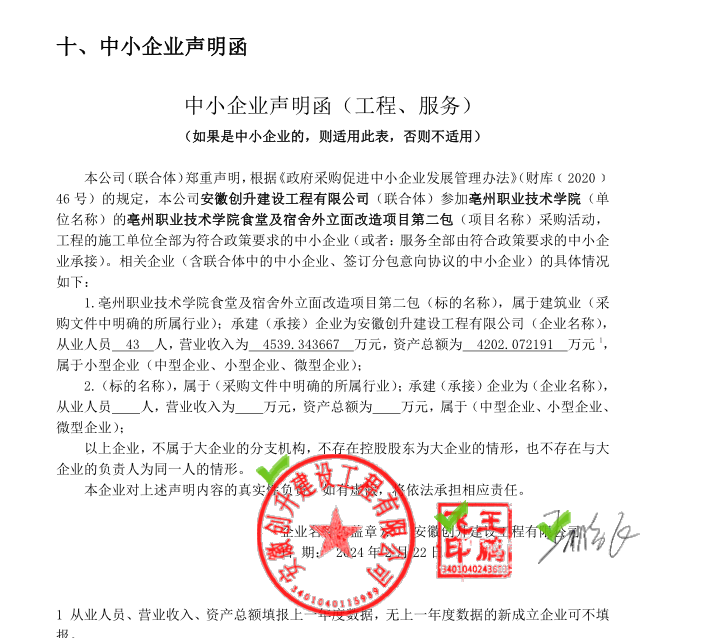 十、中小企业声明函
中小企业声明函（工程、服务）
（如果是中小企业的，则适用此表，否则不适用）
本公司（联合体）郑重声明，根据《政府采购促进中小企业发展管理办法》（财库﹝2020﹞
46号）的规定，本公司安徽创升建设工程有限公司（联合体）参加亳州职业技术学院（单
位名称）的亳州职业技术学院食堂及宿舍外立面改造项目第二包（项目名称）采购活动，
工程的施工单位全部为符合政策要求的中小企业（或者：服务全部由符合政策要求的中小企
业承接）。相关企业（含联合体中的中小企业、签订分包意向协议的中小企业）的具体情况
如下：
1.亳州职业技术学院食堂及宿舍外立面改造项目第二包（标的名称），属于建筑业（采
购文件中明确的所属行业）；承建（承接）企业为安徽创升建设工程有限公司（企业名称），
从业人员 43 人，营业收入为 4539.343667 万元，资产总额为 4202.072191 万元1，
属于小型企业（中型企业、小型企业、微型企业）；
2.（标的名称），属于（采购文件中明确的所属行业）；承建（承接）企业为（企业名称），
从业人员____人，营业收入为____万元，资产总额为____万元，属于（中型企业、小型企业、
微型企业）；
以上企业，不属于大企业的分支机构，不存在控股股东为大企业的情形，也不存在与大
企业的负责人为同一人的情形。
本企业对上述声明内容的真实性负责。如有虚假，将依法承担相应责任。
企业名称（盖章）：安徽创升建设工程有限公司
日 期：2024年2月22日
安徽创升建设工程有限公司
3401040115989
王
印
3401040243683
1 从业人员、营业收入、资产总额填报上一年度数据，无上一年度数据的新成立企业可不填
报。